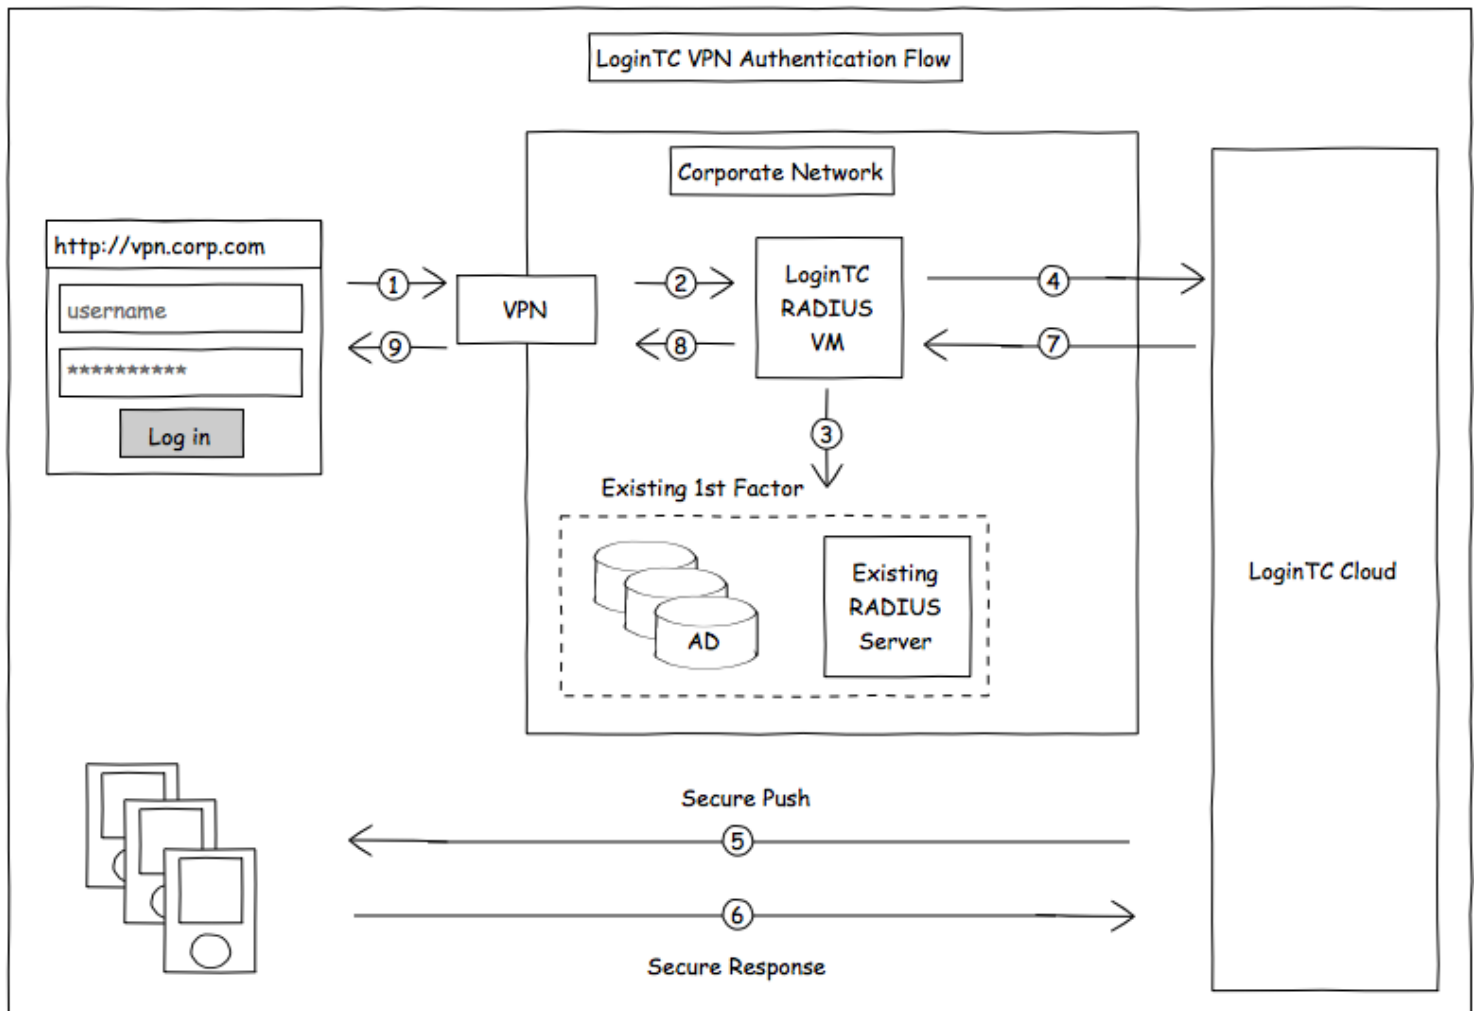 LoginTC VPN Authentication Flow
Corporate Network
http://vpn.corp.com
username
**********
Log in
1
9
VPN
2
8
LoginTC
RADIUS
VM
4
7
3
Existing 1st Factor
AD
Existing
RADIUS
Server
LoginTC Cloud
Secure Push
5
6
Secure Response